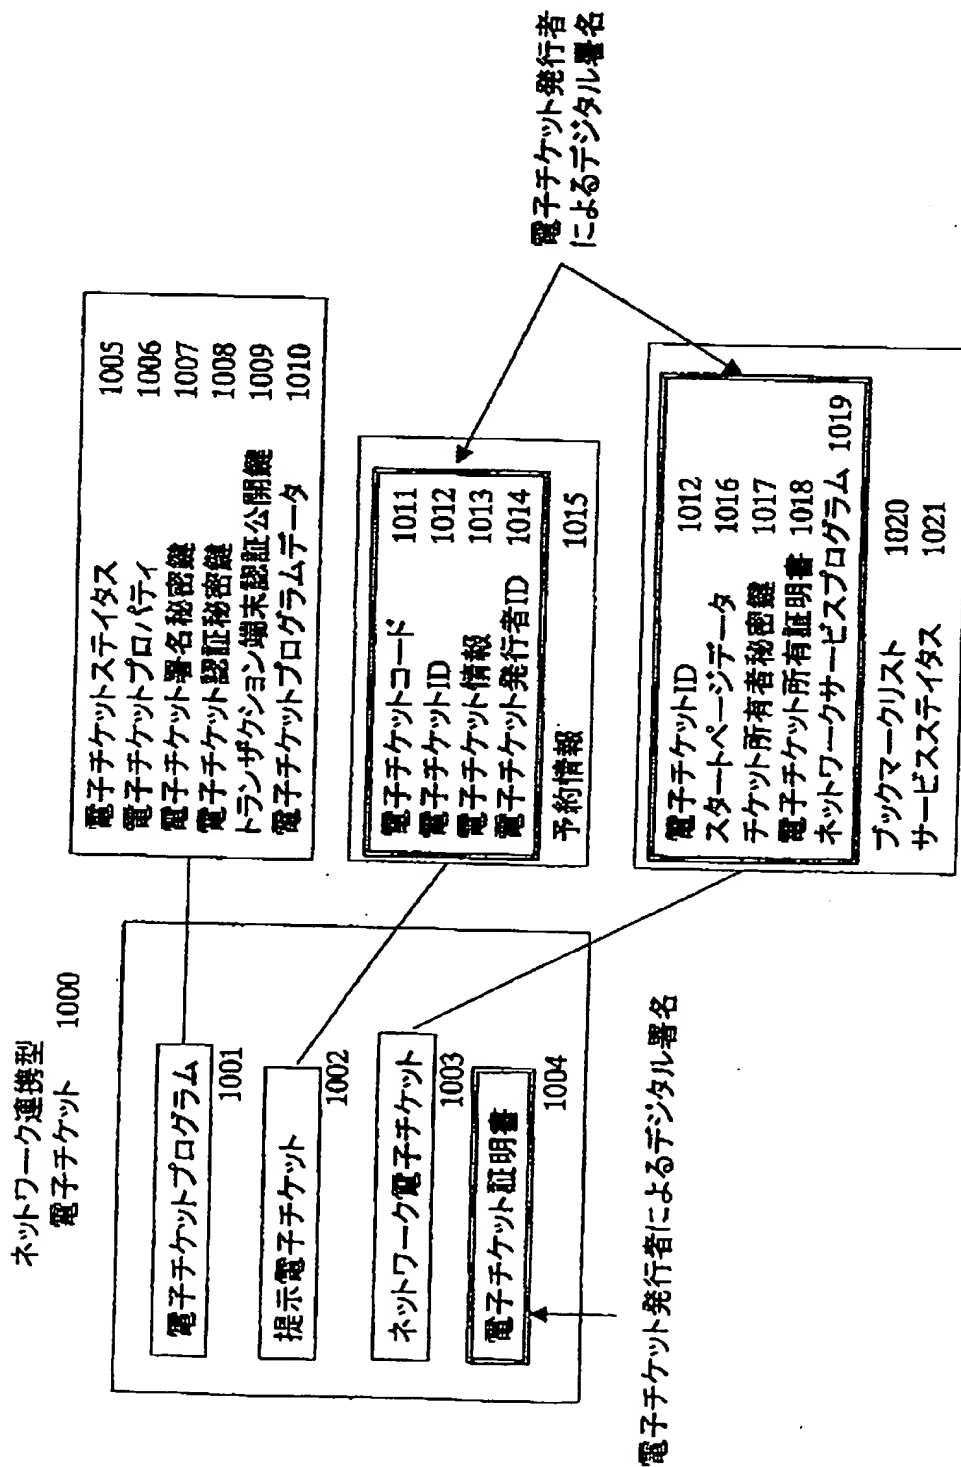 ネットワーク連携型
電子チケット 1000
電子チケットプログラム
1001
提示電子チケット
1002
ネットワーク電子チケット
1003
電子チケット証明書
1004
電子チケット発行者によるデジタル署名
電子チケットステイタス 1005
電子チケットプロパティ 1006
電子チケット署名秘密鍵 1007
電子チケット認証秘密鍵 1008
トランザクション端末認証公開鍵 1009
電子チケットプログラムデータ 1010
電子チケットコード 1011
電子チケットID 1012
電子チケット情報 1013
電子チケット発行者ID 1014
予約情報 1015
電子チケットID 1012
スタートページデータ 1016
チケット所有者秘密鍵 1017
電子チケット所有証明書 1018
ネットワークサービスプログラム 1019
ブックマークリスト 1020
サービスステイタス 1021
電子チケット発行者
によるデジタル署名